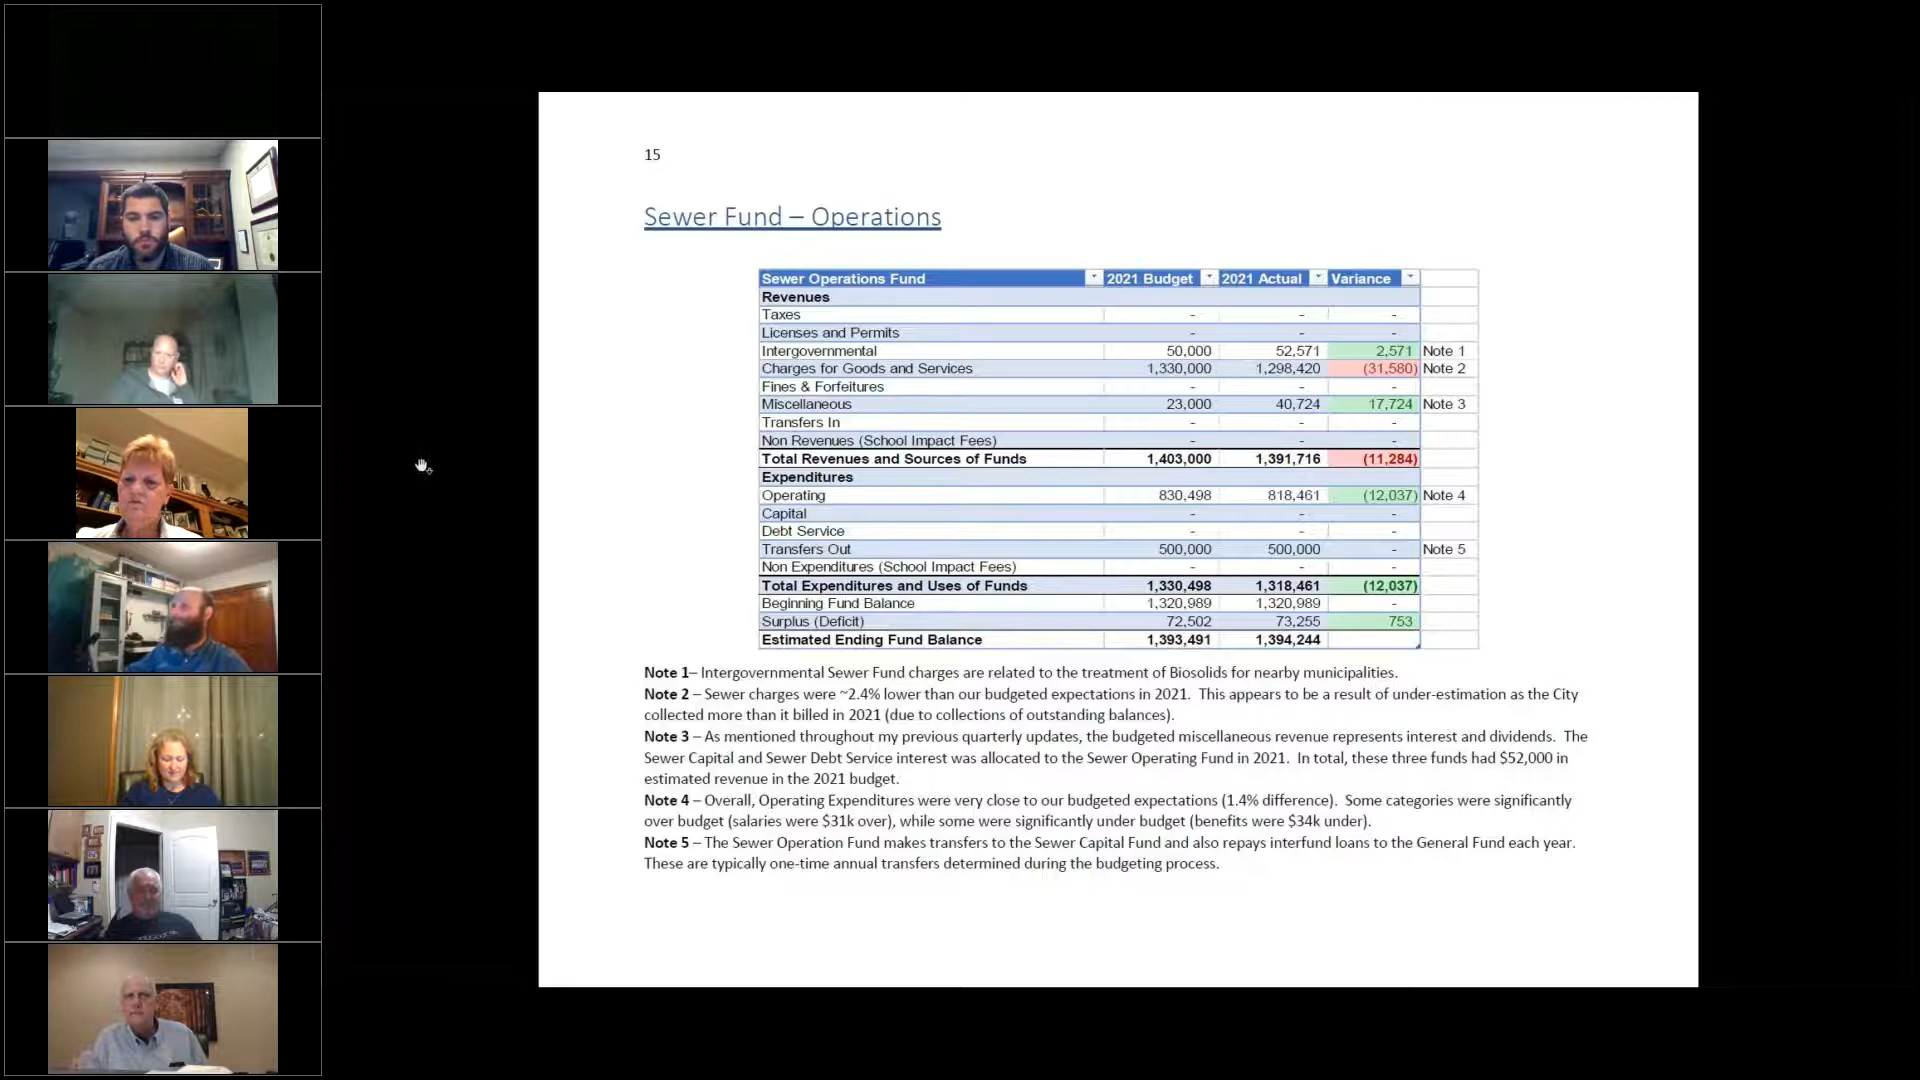 15
Sewer Fund – Operations
Sewer Operations Fund 2021 Budget 2021 Actual Variance
Revenues
Taxes - - -
Licenses and Permits - - -
Intergovernmental 50,000 52,571 2,571 Note 1
Charges for Goods and Services 1,330,000 1,298,420 (31,580) Note 2
Fines & Forfeitures - - -
Miscellaneous 23,000 40,724 17,724 Note 3
Transfers In - - -
Non Revenues (School Impact Fees) - - -
Total Revenues and Sources of Funds 1,403,000 1,391,716 (11,284)
Expenditures
Operating 830,498 818,461 (12,037) Note 4
Capital - - -
Debt Service - - -
Transfers Out 500,000 500,000 - Note 5
Non Expenditures (School Impact Fees) - - -
Total Expenditures and Uses of Funds 1,330,498 1,318,461 (12,037)
Beginning Fund Balance 1,320,989 1,320,989 -
Surplus (Deficit) 72,502 73,255 753
Estimated Ending Fund Balance 1,393,491 1,394,244
Note 1– Intergovernmental Sewer Fund charges are related to the treatment of Biosolids for nearby municipalities.
Note 2 – Sewer charges were ~2.4% lower than our budgeted expectations in 2021. This appears to be a result of under-estimation as the City
collected more than it billed in 2021 (due to collections of outstanding balances).
Note 3 – As mentioned throughout my previous quarterly updates, the budgeted miscellaneous revenue represents interest and dividends. The
Sewer Capital and Sewer Debt Service interest was allocated to the Sewer Operating Fund in 2021. In total, these three funds had $52,000 in
estimated revenue in the 2021 budget.
Note 4 – Overall, Operating Expenditures were very close to our budgeted expectations (1.4% difference). Some categories were significantly
over budget (salaries were $31k over), while some were significantly under budget (benefits were $34k under).
Note 5 – The Sewer Operation Fund makes transfers to the Sewer Capital Fund and also repays interfund loans to the General Fund each year.
These are typically one-time annual transfers determined during the budgeting process.